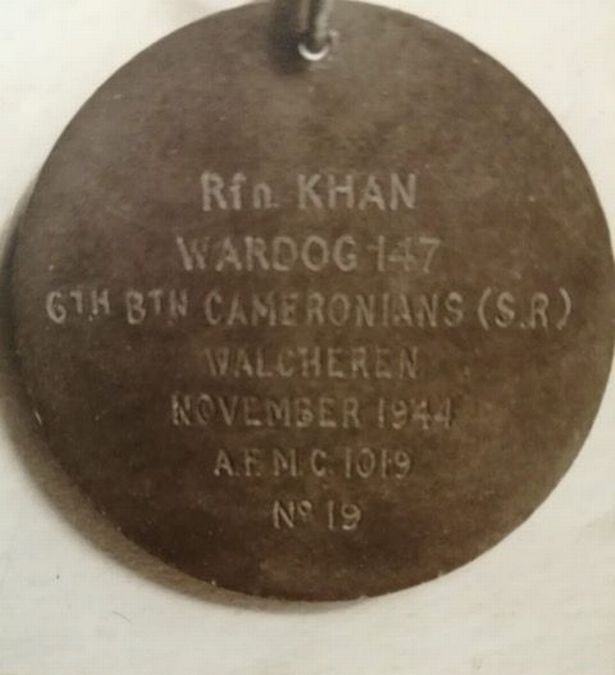 Rfn. KHAN
WARDOG 147
6TH BTN CAMERONIANS (S.R)
WALCHEREN
NOVEMBER 1944
A.F.M.C. 1019
No 19